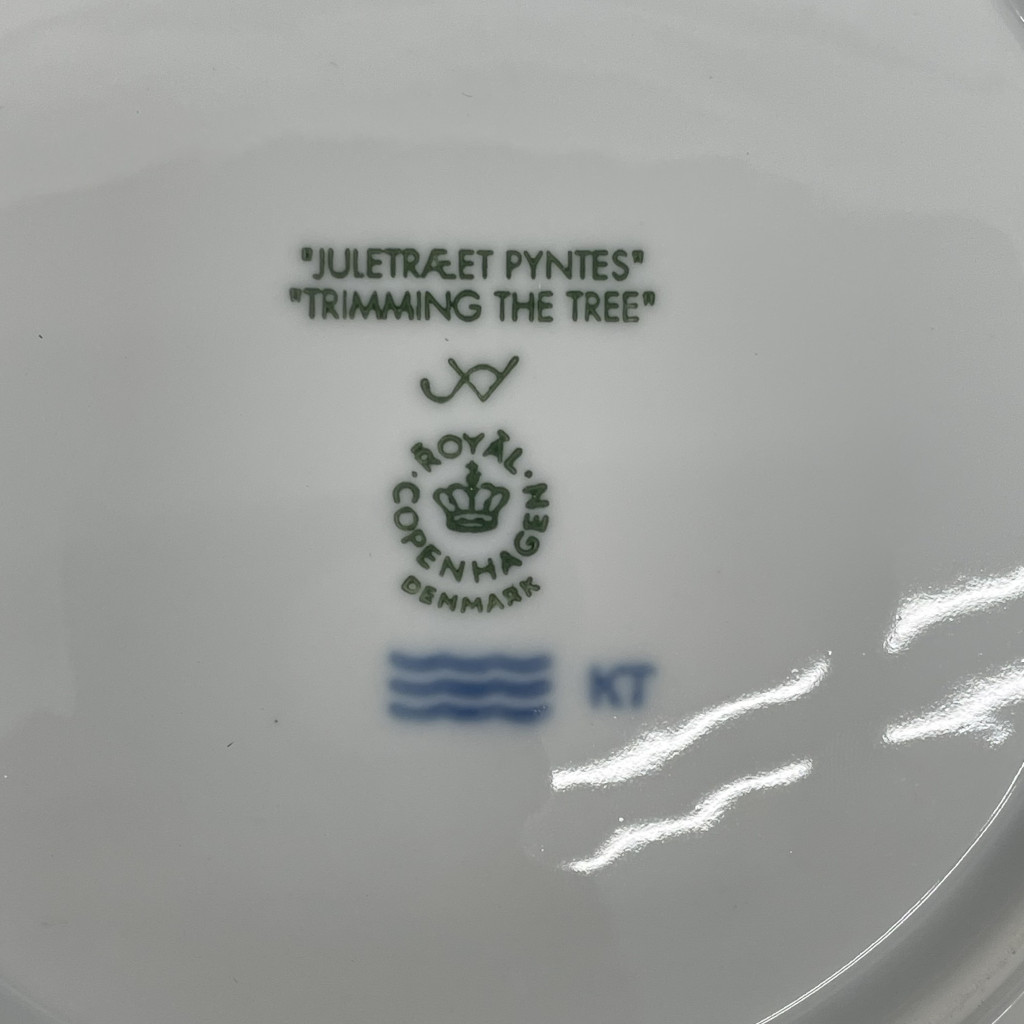 "JULETRÆET PYNTES"
"TRIMMING THE TREE"
ROYAL
COPENHAGEN
DENMARK
KT